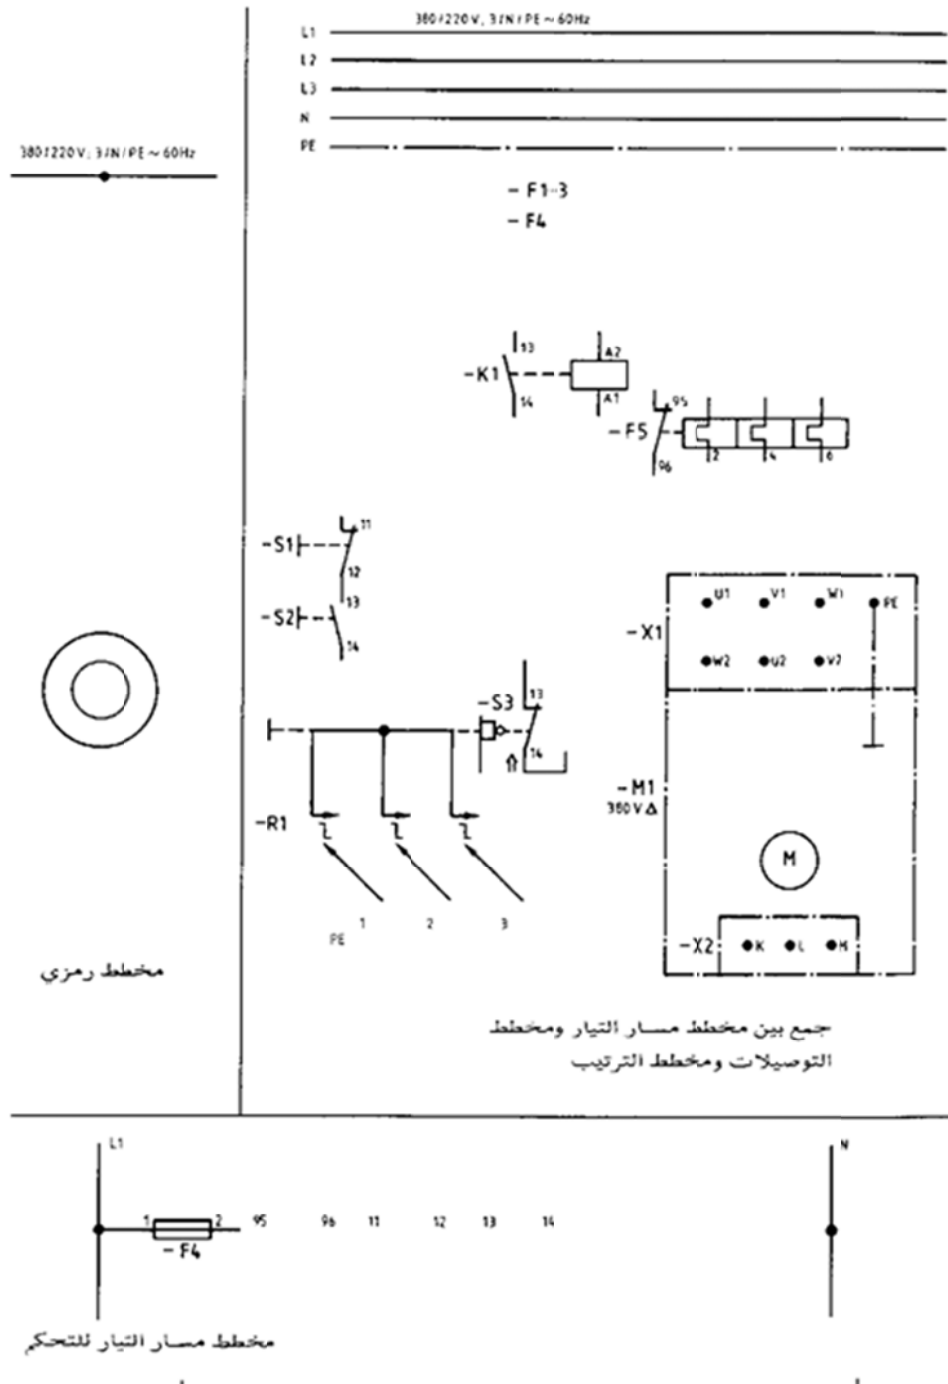 380/220 V, 3/N/PE ~ 60Hz
L1
L2
L3
N
PE
380/220 V; 3/N/PE ~ 60Hz
- F1-3
- F4
13
-K1
14
A2
A1
95
-F5
96
2
4
6
11
-S1
12
13
-S2
14
U1
V1
W1
PE
-X1
W2
U2
V2
13
-S3
14
-M1
380 V Δ
-R1
M
1
2
3
PE
-X2
K
L
M
مخطط رمزي
جمع بين مخطط مسار التيار ومخطط
التوصيلات ومخطط الترتيب
L1
N
1
2
95
96
11
12
13
14
- F4
مخطط مسار التيار للتحكم